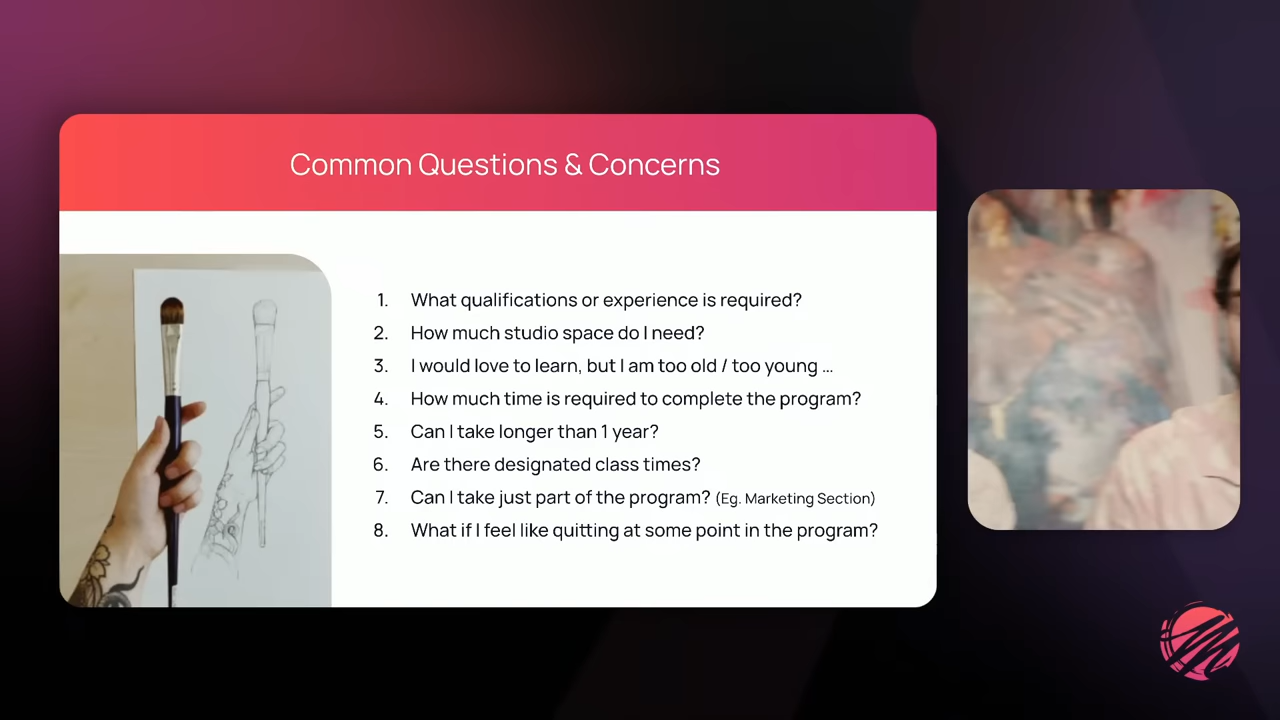 Common Questions & Concerns
1. What qualifications or experience is required?
2. How much studio space do I need?
3. I would love to learn, but I am too old / too young ...
4. How much time is required to complete the program?
5. Can I take longer than 1 year?
6. Are there designated class times?
7. Can I take just part of the program? (Eg. Marketing Section)
8. What if I feel like quitting at some point in the program?